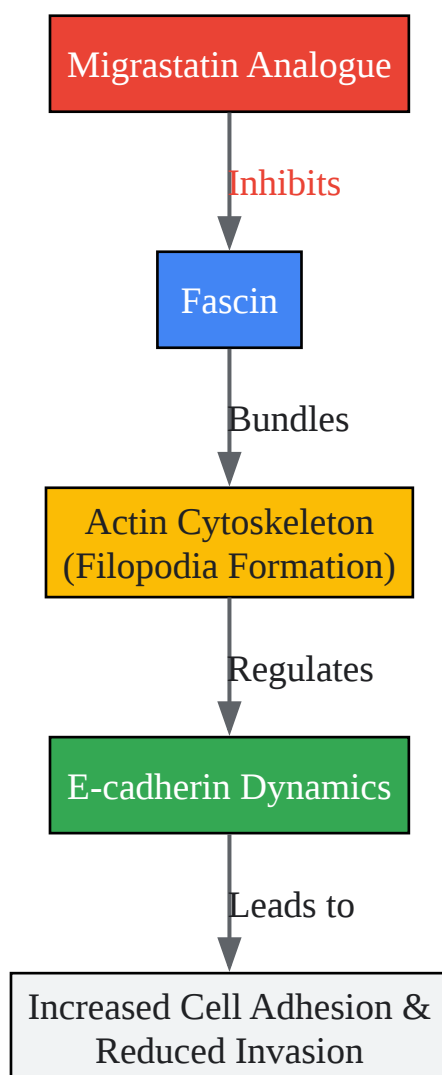 Migrastatin Analogue
Inhibits
Fascin
Bundles
Actin Cytoskeleton
(Filopodia Formation)
Regulates
E-cadherin Dynamics
Leads to
Increased Cell Adhesion &
Reduced Invasion